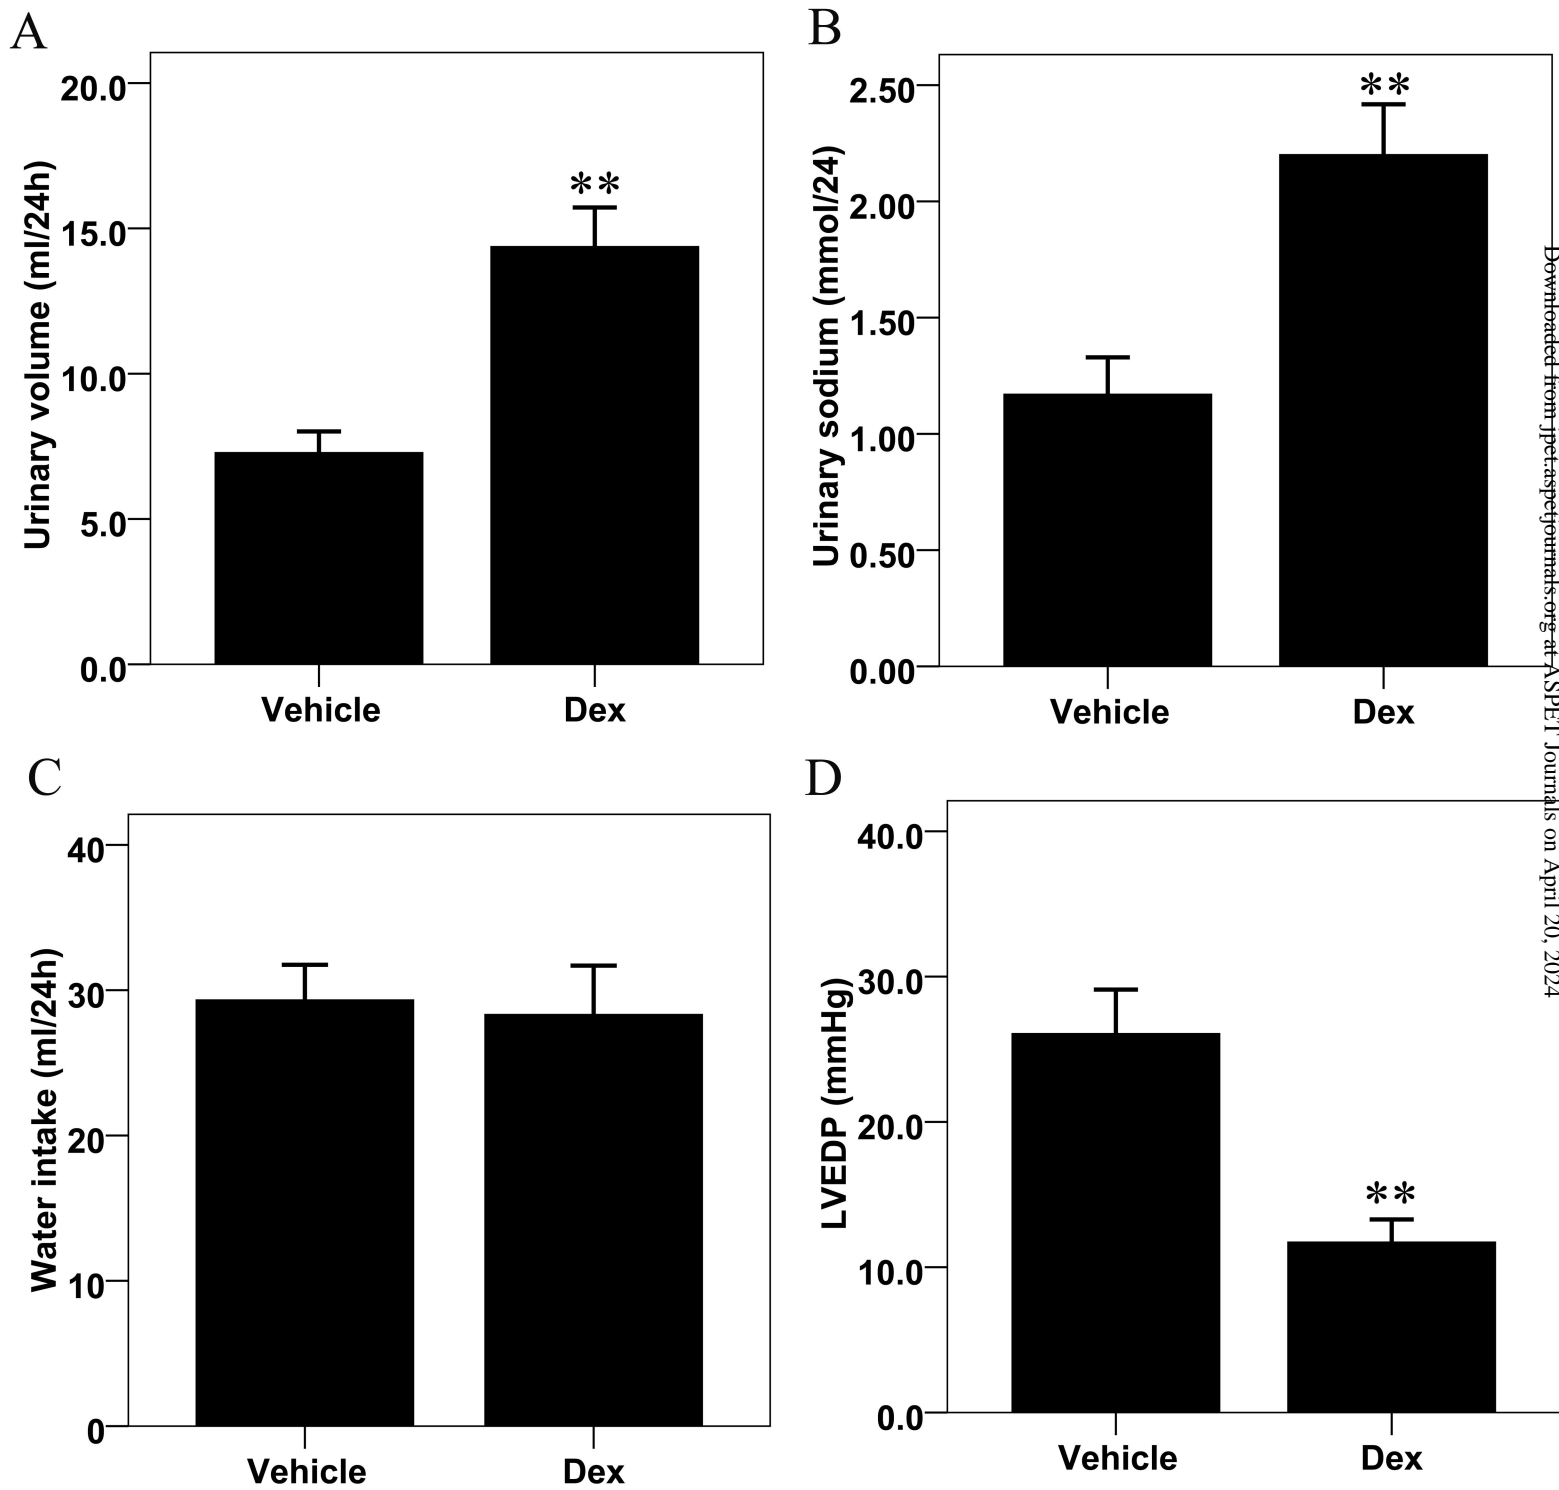 A
Urinary volume (ml/24h)
20.0
15.0
10.0
5.0
0.0
**
Vehicle
Dex
B
Urinary sodium (mmol/24)
2.50
2.00
1.50
1.00
0.50
0.00
**
Vehicle
Dex
C
Water intake (ml/24h)
40
30
20
10
0
Vehicle
Dex
D
LVEDP (mmHg)
40.0
30.0
20.0
10.0
0.0
**
Vehicle
Dex
Downloaded from jpet.aspetjournals.org at ASPET Journals on April 20, 2024